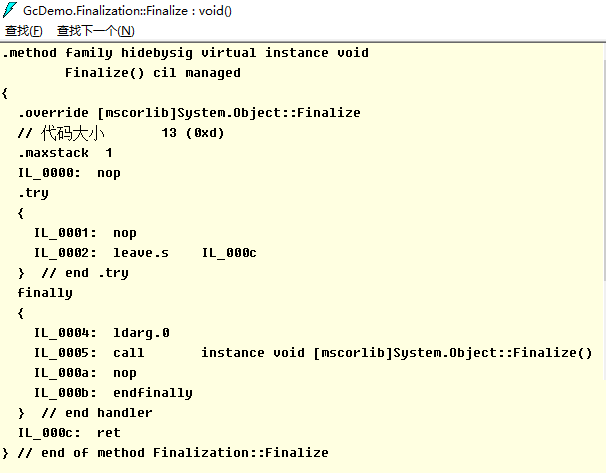 GcDemo.Finalization::Finalize : void()
查找(F) 查找下一个(N)
.method family hidebysig virtual instance void
        Finalize() cil managed
{
  .override [mscorlib]System.Object::Finalize
  // 代码大小       13 (0xd)
  .maxstack  1
  IL_0000:  nop
  .try
  {
    IL_0001:  nop
    IL_0002:  leave.s    IL_000c
  }  // end .try
  finally
  {
    IL_0004:  ldarg.0
    IL_0005:  call       instance void [mscorlib]System.Object::Finalize()
    IL_000a:  nop
    IL_000b:  endfinally
  }  // end handler
  IL_000c:  ret
} // end of method Finalization::Finalize